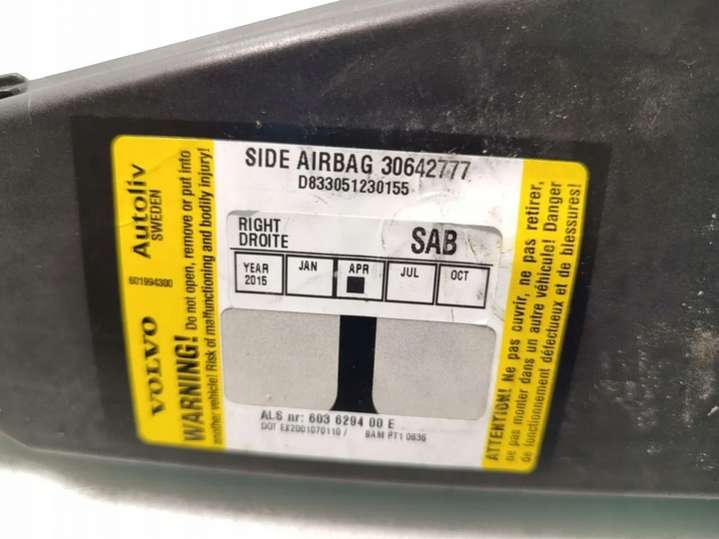 SIDE AIRBAG 30642777
D833051230155
RIGHT
DROITE
SAB
YEAR
2015
JAN
APR
JUL
OCT
ALS nr: 603 6294 00 E
DOT EX2001070110 / BAM PT1 0636
Autoliv
SWEDEN
601994300
VOLVO
WARNING! Do not open, remove or put into
another vehicle! Risk of malfunctioning and bodily injury!
ATTENTION! Ne pas ouvrir, ne pas retirer,
ne pas monter dans un autre véhicule! Danger
de fonctionnement défectueux et de blessures!